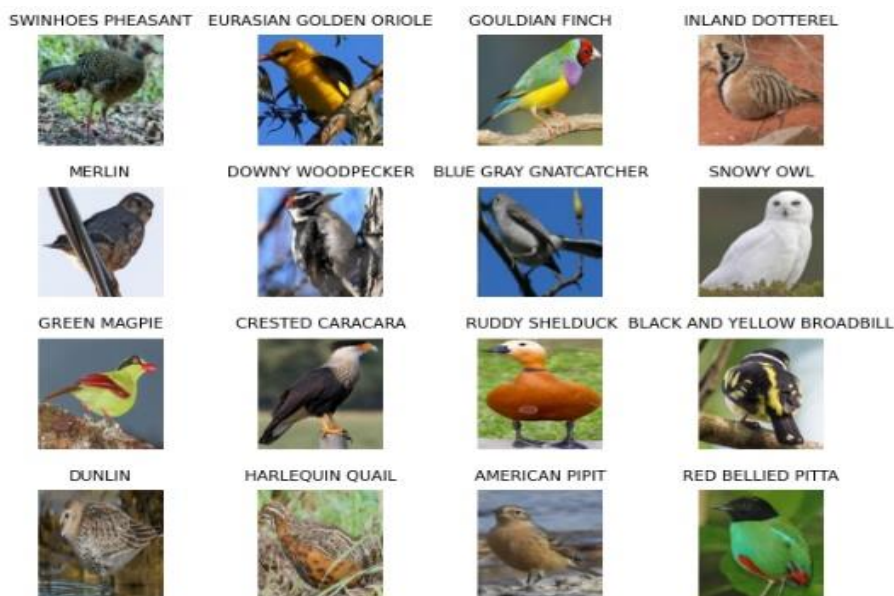 SWINHOES PHEASANT
EURASIAN GOLDEN ORIOLE
GOULDIAN FINCH
INLAND DOTTEREL
MERLIN
DOWNY WOODPECKER
BLUE GRAY GNATCATCHER
SNOWY OWL
GREEN MAGPIE
CRESTED CARACARA
RUDDY SHELDUCK
BLACK AND YELLOW BROADBILL
DUNLIN
HARLEQUIN QUAIL
AMERICAN PIPIT
RED BELLIED PITTA